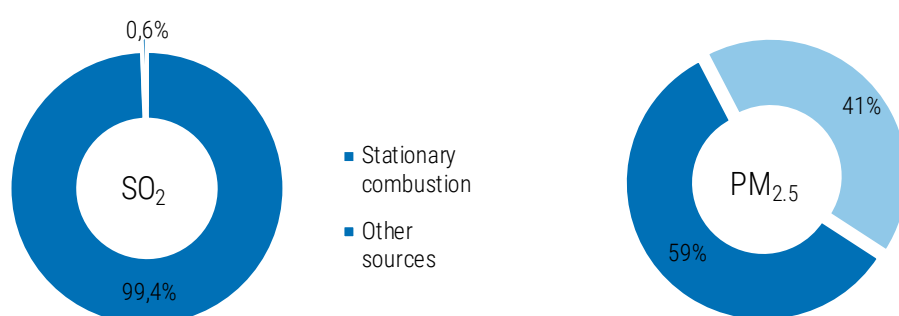 0,6%
SO₂
99,4%
Stationary
combustion
Other
sources
41%
PM₂.₅
59%